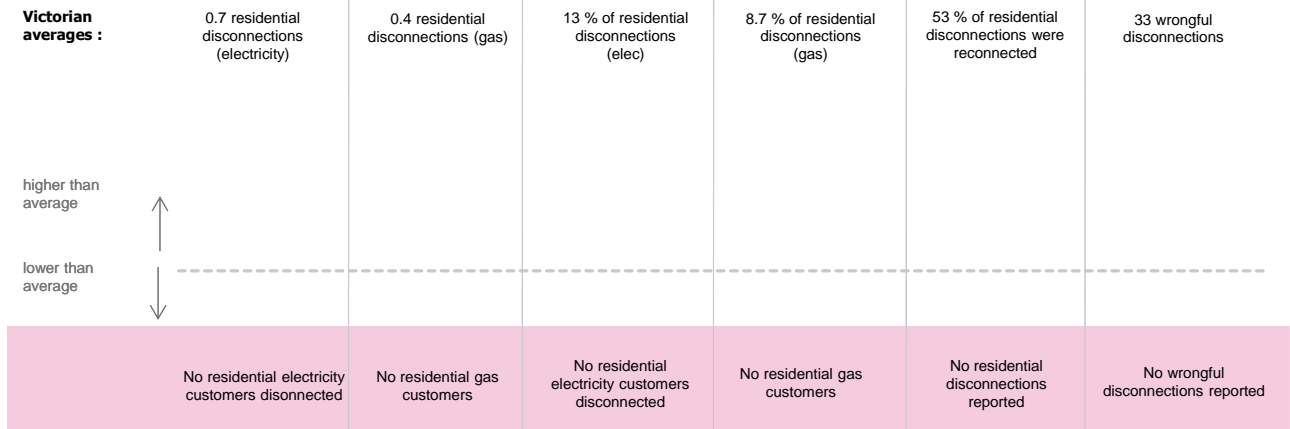 Victorian
averages :
0.7 residential
disconnections
(electricity)
0.4 residential
disconnections (gas)
13 % of residential
disconnections
(elec)
8.7 % of residential
disconnections
(gas)
53 % of residential
disconnections were
reconnected
33 wrongful
disconnections
higher than
average
lower than
average
No residential electricity
customers disonnected
No residential gas
customers
No residential
electricity customers
disconnected
No residential gas
customers
No residential
disconnections
reported
No wrongful
disconnections reported